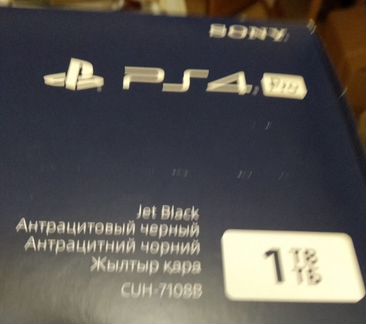 SONY
PS4 Pro
Jet Black
Антрацитовый черный
Антрацитний чорний
Жылтыр қара
CUH-7108B
1 TB
ТБ